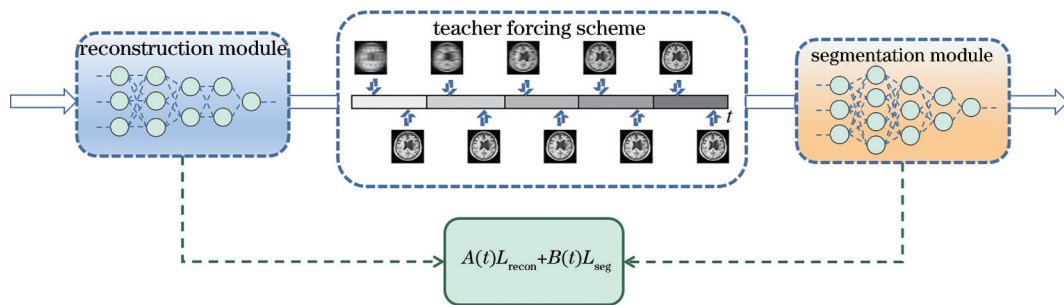 reconstruction module
teacher forcing scheme
segmentation module
t
A(t)L_recon+B(t)L_seg